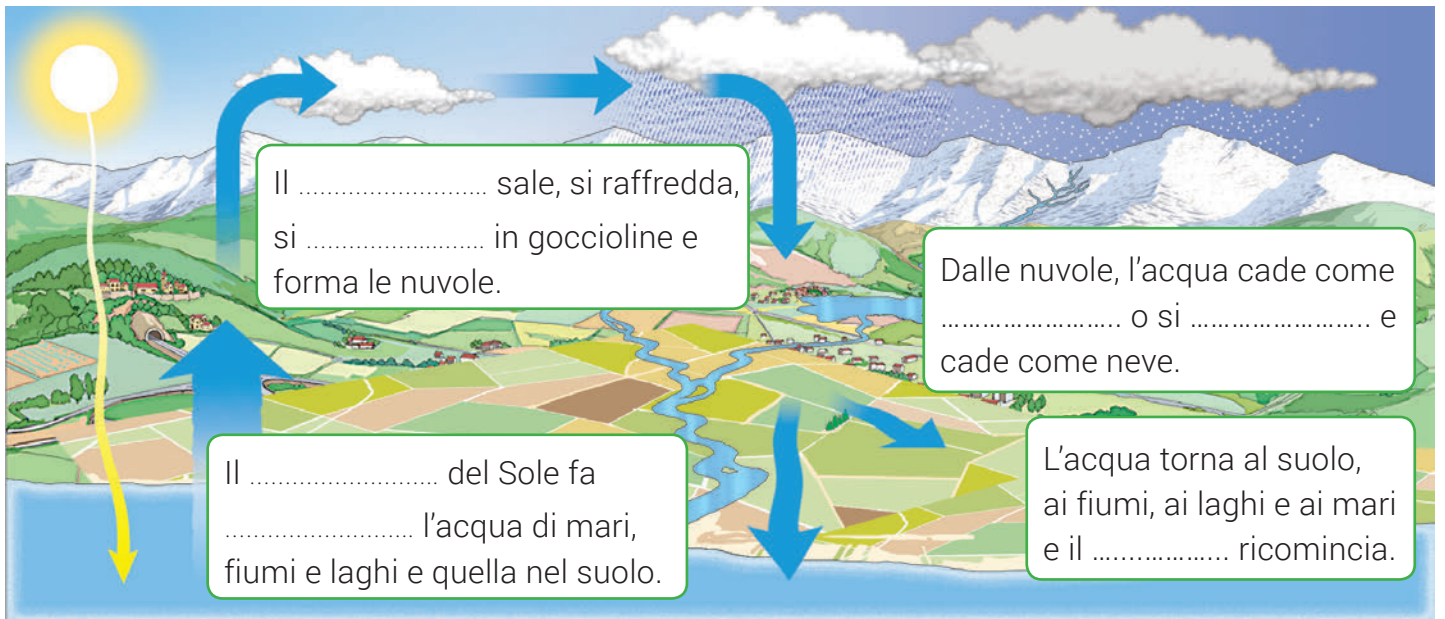 Il .......................... sale, si raffredda,
si ......................... in goccioline e
forma le nuvole.
Dalle nuvole, l'acqua cade come
........................ o si ........................ e
cade come neve.
Il ........................... del Sole fa
........................... l'acqua di mari,
fiumi e laghi e quella nel suolo.
L'acqua torna al suolo,
ai fiumi, ai laghi e ai mari
e il .................... ricomincia.